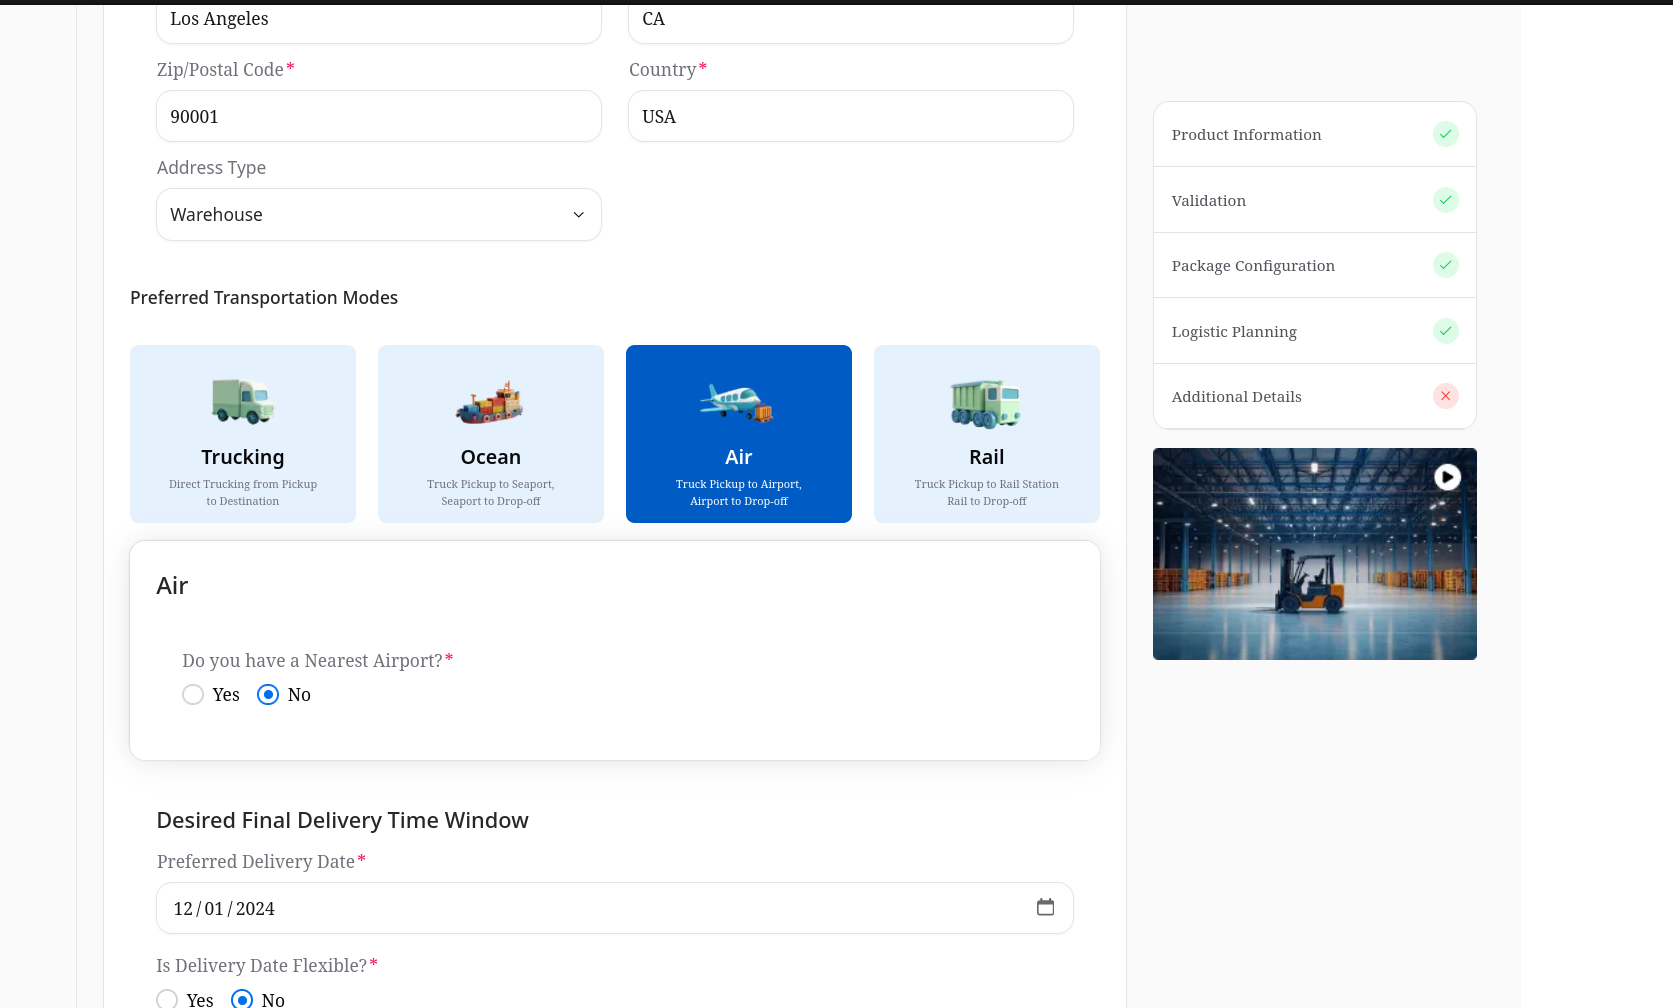 Los Angeles
CA
Zip/Postal Code*
Country*
90001
USA
Address Type
Warehouse
Preferred Transportation Modes
Trucking
Direct Trucking from Pickup
to Destination
Ocean
Truck Pickup to Seaport,
Seaport to Drop-off
Air
Truck Pickup to Airport,
Airport to Drop-off
Rail
Truck Pickup to Rail Station
Rail to Drop-off
Air
Do you have a Nearest Airport?*
Yes
No
Desired Final Delivery Time Window
Preferred Delivery Date*
12/01/2024
Is Delivery Date Flexible?*
Yes
No
Product Information
Validation
Package Configuration
Logistic Planning
Additional Details